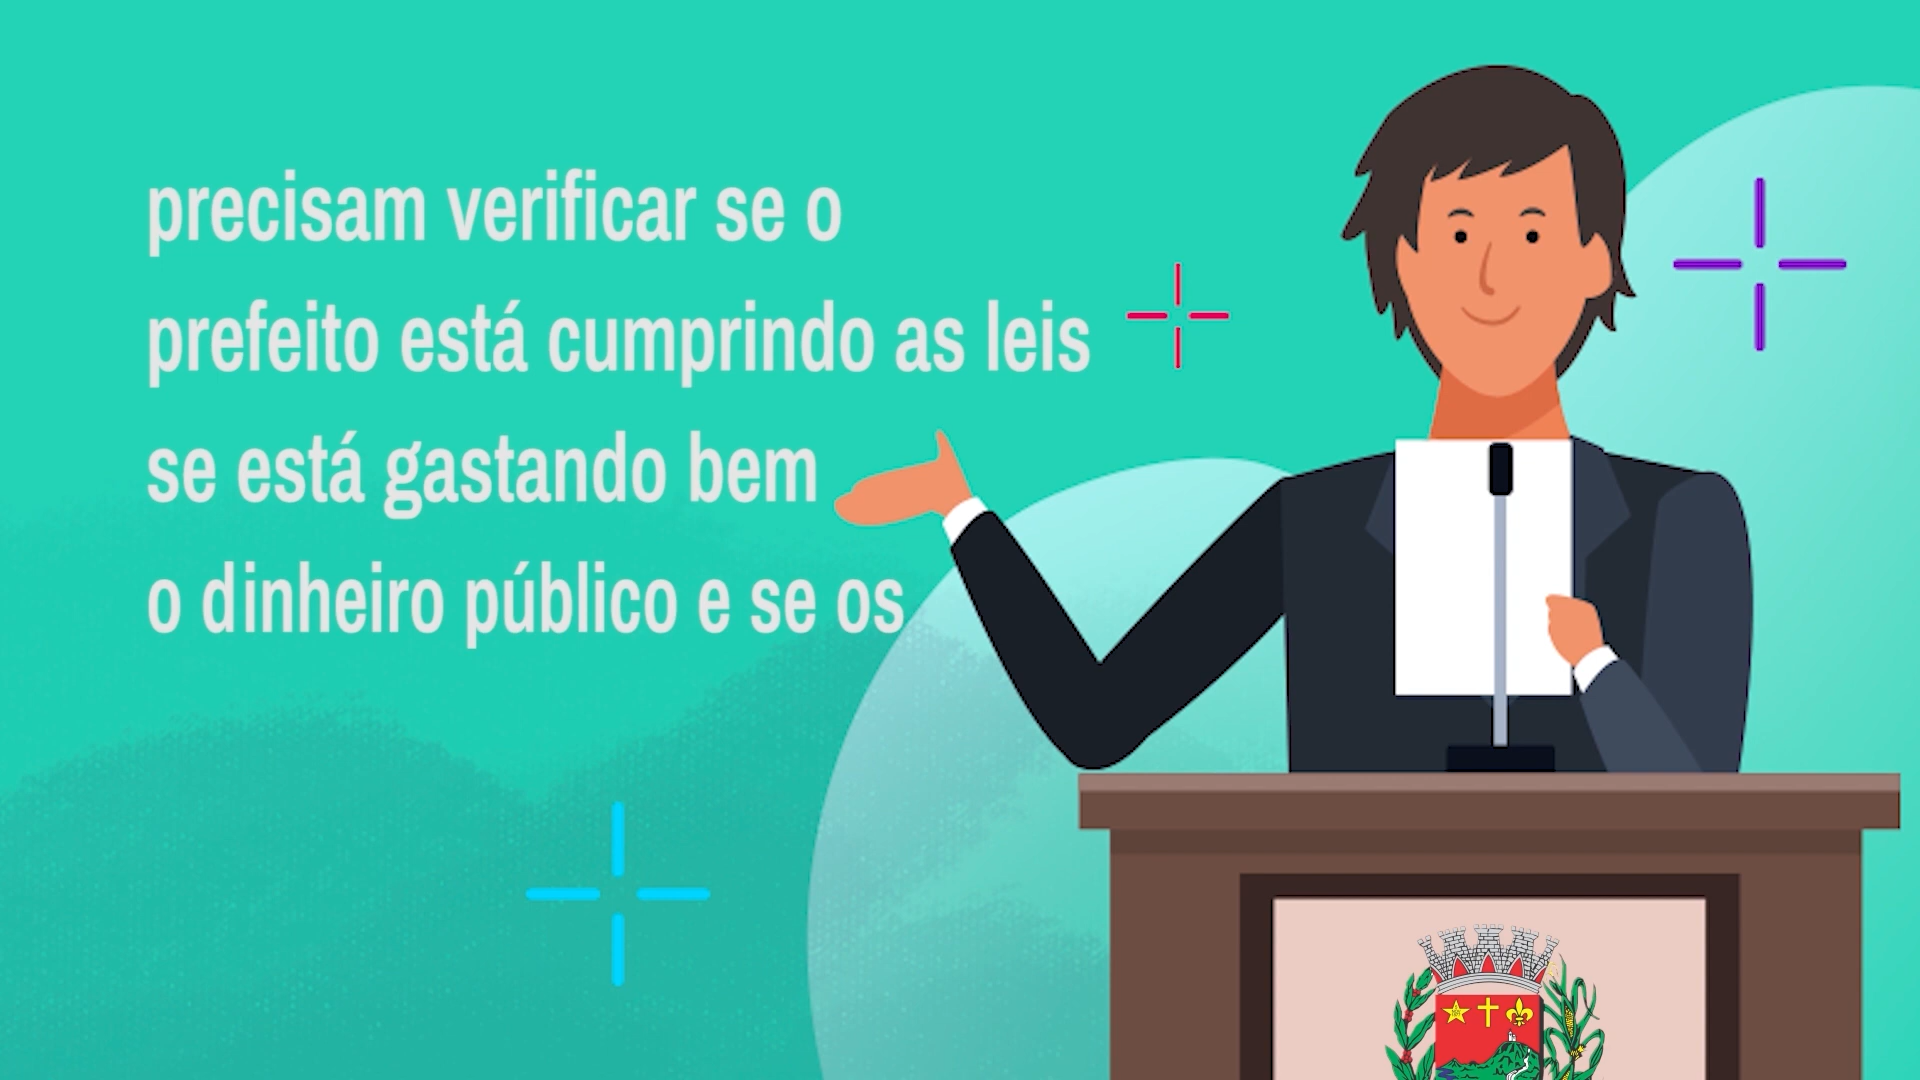 precisam verificar se o
prefeito está cumprindo as leis
se está gastando bem
o dinheiro público e se os